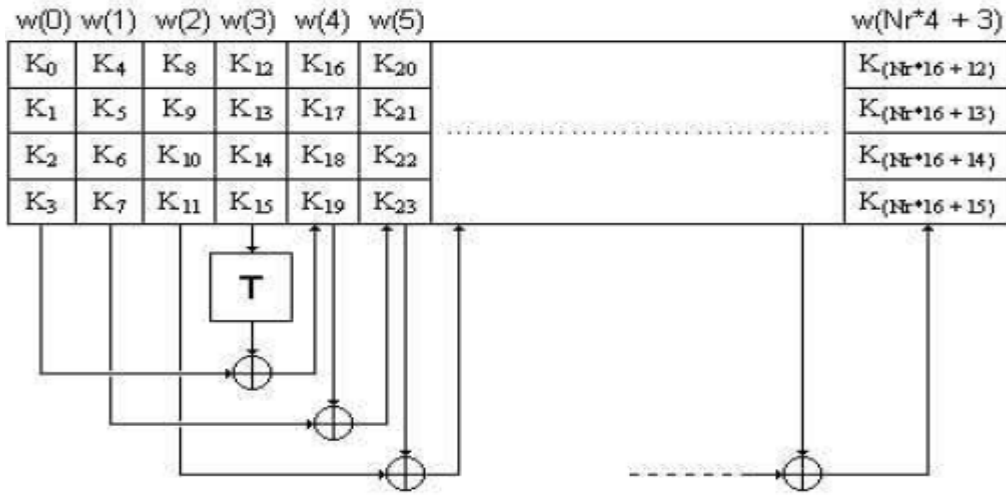 w(0) w(1) w(2) w(3) w(4) w(5) w(Nr*4 + 3)
K₀ K₄ K₈ K₁₂ K₁₆ K₂₀ K(Nr*16 + 12)
K₁ K₅ K₉ K₁₃ K₁₇ K₂₁ K(Nr*16 + 13)
K₂ K₆ K₁₀ K₁₄ K₁₈ K₂₂ K(Nr*16 + 14)
K₃ K₇ K₁₁ K₁₅ K₁₉ K₂₃ K(Nr*16 + 15)
T